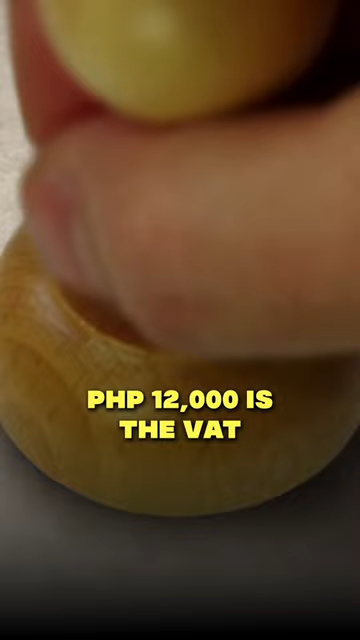 PHP 12,000 IS
THE VAT